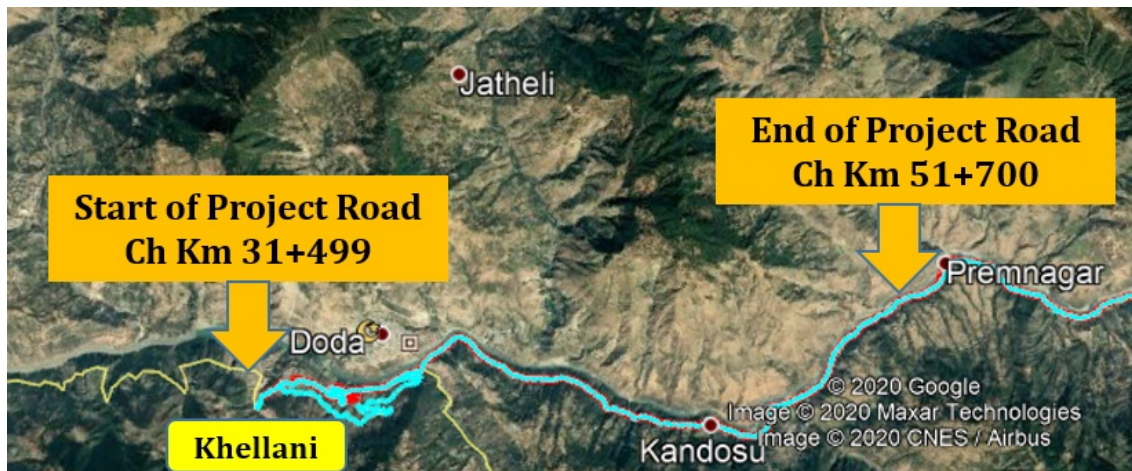 Jatheli
End of Project Road
Ch Km 51+700
Start of Project Road
Ch Km 31+499
Premnagar
Doda
© 2020 Google
Image © 2020 Maxar Technologies
Image © 2020 CNES / Airbus
Kandosu
Khellani